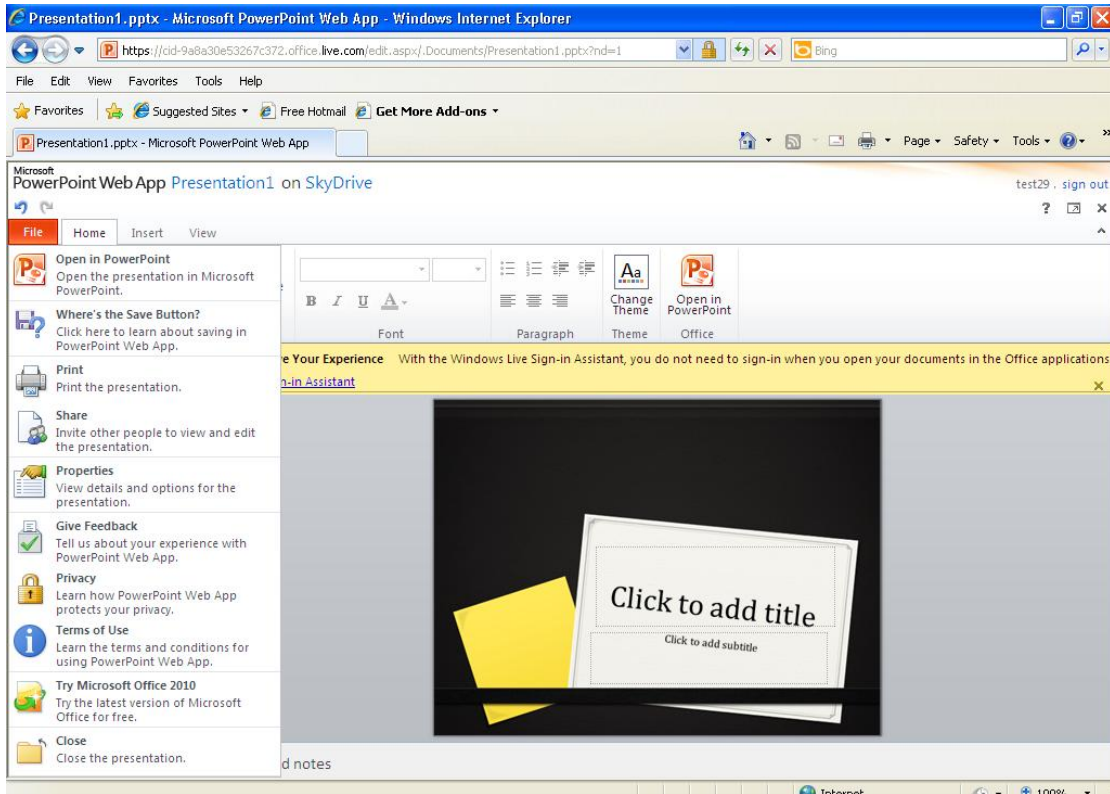 Presentation1.pptx - Microsoft PowerPoint Web App - Windows Internet Explorer
https://cid-9a8a30e53267c372.office.live.com/edit.aspx/.Documents/Presentation1.pptx?nd=1
Bing
File Edit View Favorites Tools Help
Favorites Suggested Sites Free Hotmail Get More Add-ons
Presentation1.pptx - Microsoft PowerPoint Web App
Page Safety Tools
Microsoft
PowerPoint Web App Presentation1 on SkyDrive
test29 . sign out
File Home Insert View
Open in PowerPoint
Open the presentation in Microsoft
PowerPoint.
Where's the Save Button?
Click here to learn about saving in
PowerPoint Web App.
Print
Print the presentation.
Share
Invite other people to view and edit
the presentation.
Properties
View details and options for the
presentation.
Give Feedback
Tell us about your experience with
PowerPoint Web App.
Privacy
Learn how PowerPoint Web App
protects your privacy.
Terms of Use
Learn the terms and conditions for
using PowerPoint Web App.
Try Microsoft Office 2010
Try the latest version of Microsoft
Office for free.
Close
Close the presentation.
B I U A
Aa
Change
Theme
Open in
PowerPoint
Font Paragraph Theme Office
Your Experience With the Windows Live Sign-in Assistant, you do not need to sign-in when you open your documents in the Office applications
n-in Assistant
Click to add title
Click to add subtitle
d notes
Internet
100%